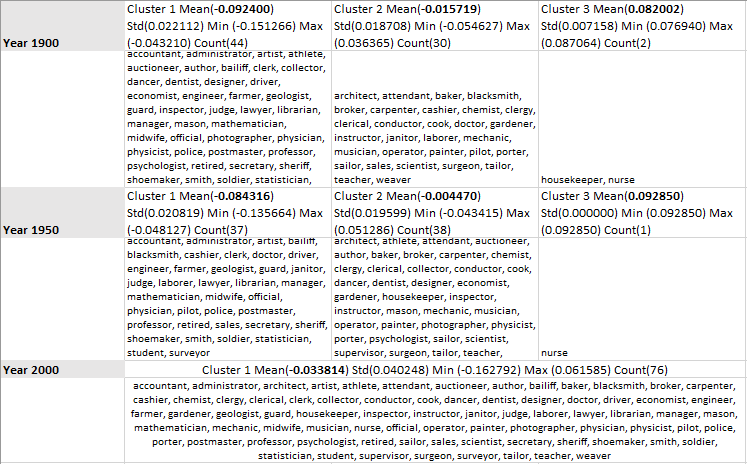 Cluster 1 Mean(-0.092400)
Std(0.022112) Min (-0.151266) Max
(-0.043210) Count(44)
Cluster 2 Mean(-0.015719)
Std(0.018708) Min (-0.054627) Max
(0.036365) Count(30)
Cluster 3 Mean(0.082002)
Std(0.007158) Min (0.076940) Max
(0.087064) Count(2)
Year 1900
accountant, administrator, artist, athlete,
auctioneer, author, bailiff, clerk, collector,
dancer, dentist, designer, driver,
economist, engineer, farmer, geologist,
guard, inspector, judge, lawyer, librarian,
manager, mason, mathematician,
midwife, official, photographer, physician,
physicist, police, postmaster, professor,
psychologist, retired, secretary, sheriff,
shoemaker, smith, soldier, statistician,
architect, attendant, baker, blacksmith,
broker, carpenter, cashier, chemist, clergy,
clerical, conductor, cook, doctor, gardener,
instructor, janitor, laborer, mechanic,
musician, operator, painter, pilot, porter,
sailor, sales, scientist, surgeon, tailor,
teacher, weaver
housekeeper, nurse
Cluster 1 Mean(-0.084316)
Std(0.020819) Min (-0.135664) Max
(-0.048127) Count(37)
Cluster 2 Mean(-0.004470)
Std(0.019599) Min (-0.043415) Max
(0.051286) Count(38)
Cluster 3 Mean(0.092850)
Std(0.000000) Min (0.092850) Max
(0.092850) Count(1)
Year 1950
accountant, administrator, artist, bailiff,
blacksmith, cashier, clerk, doctor, driver,
engineer, farmer, geologist, guard, janitor,
judge, laborer, lawyer, librarian, manager,
mathematician, midwife, official,
physician, pilot, police, postmaster,
professor, retired, sales, secretary, sheriff,
shoemaker, smith, soldier, statistician,
student, surveyor
architect, athlete, attendant, auctioneer,
author, baker, broker, carpenter, chemist,
clergy, clerical, collector, conductor, cook,
dancer, dentist, designer, economist,
gardener, housekeeper, inspector,
instructor, mason, mechanic, musician,
operator, painter, photographer, physicist,
porter, psychologist, sailor, scientist,
supervisor, surgeon, tailor, teacher,
nurse
Year 2000
Cluster 1 Mean(-0.033814) Std(0.040248) Min (-0.162792) Max (0.061585) Count(76)
accountant, administrator, architect, artist, athlete, attendant, auctioneer, author, bailiff, baker, blacksmith, broker, carpenter,
cashier, chemist, clergy, clerical, clerk, collector, conductor, cook, dancer, dentist, designer, doctor, driver, economist, engineer,
farmer, gardener, geologist, guard, housekeeper, inspector, instructor, janitor, judge, laborer, lawyer, librarian, manager, mason,
mathematician, mechanic, midwife, musician, nurse, official, operator, painter, photographer, physician, physicist, pilot, police,
porter, postmaster, professor, psychologist, retired, sailor, sales, scientist, secretary, sheriff, shoemaker, smith, soldier,
statistician, student, supervisor, surgeon, surveyor, tailor, teacher, weaver